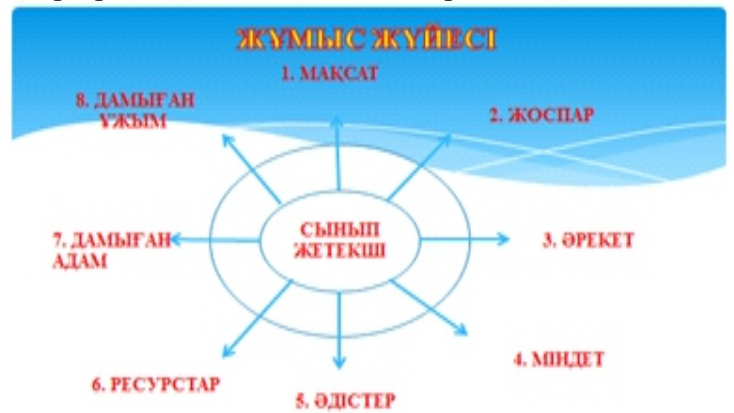 ЖҰМЫС ЖҮЙЕСІ
1. МАҚСАТ
8. ДАМЫҒАН
ҰЖЫМ
2. ЖОСПАР
СЫНЫП
ЖЕТЕКШІ
7. ДАМЫҒАН
АДАМ
3. ӘРЕКЕТ
4. МІНДЕТ
6. РЕСУРСТАР
5. ӘДІСТЕР